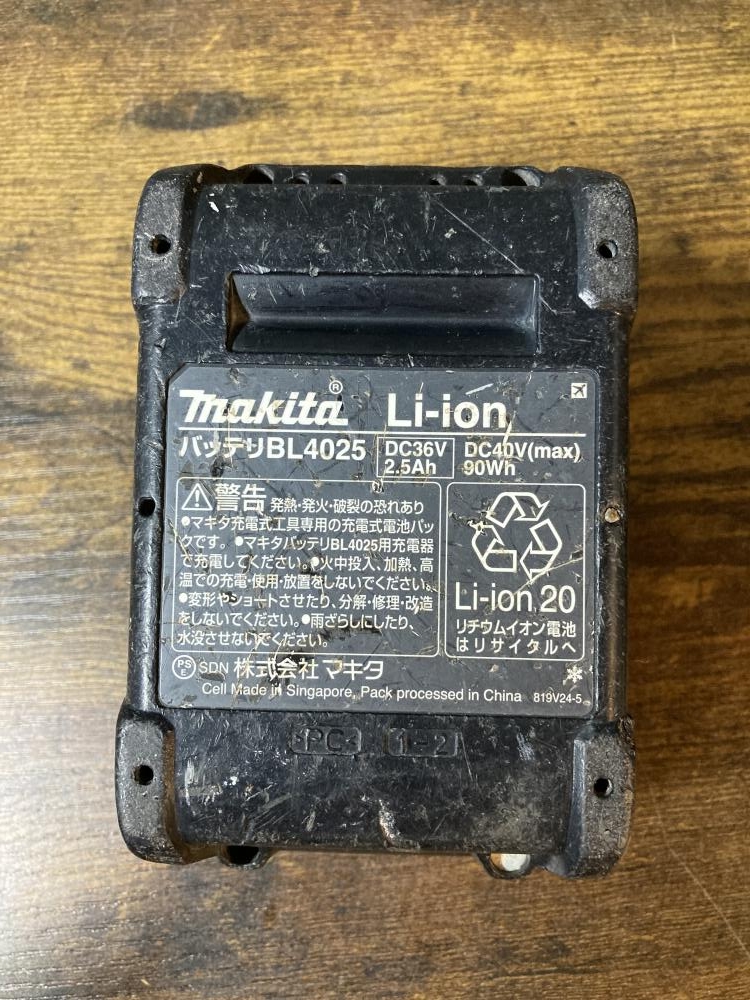 makita® Li-ion
バッテリBL4025 DC36V 2.5Ah DC40V(max) 90Wh
警告 発熱・発火・破裂の恐れあり
●マキタ充電式工具専用の充電式電池パッ
クです。●マキタバッテリBL4025用充電器
で充電してください。●火中投入、加熱、高
温での充電・使用・放置をしないでください。
●変形やショートさせたり、分解・修理・改造
をしないでください。●雨ざらしにしたり、
水没させないでください。
Li-ion 20
リチウムイオン電池
はリサイクルへ
PSE SDN 株式会社マキタ
Cell Made in Singapore, Pack processed in China 819V24-5
>PC< 1-2